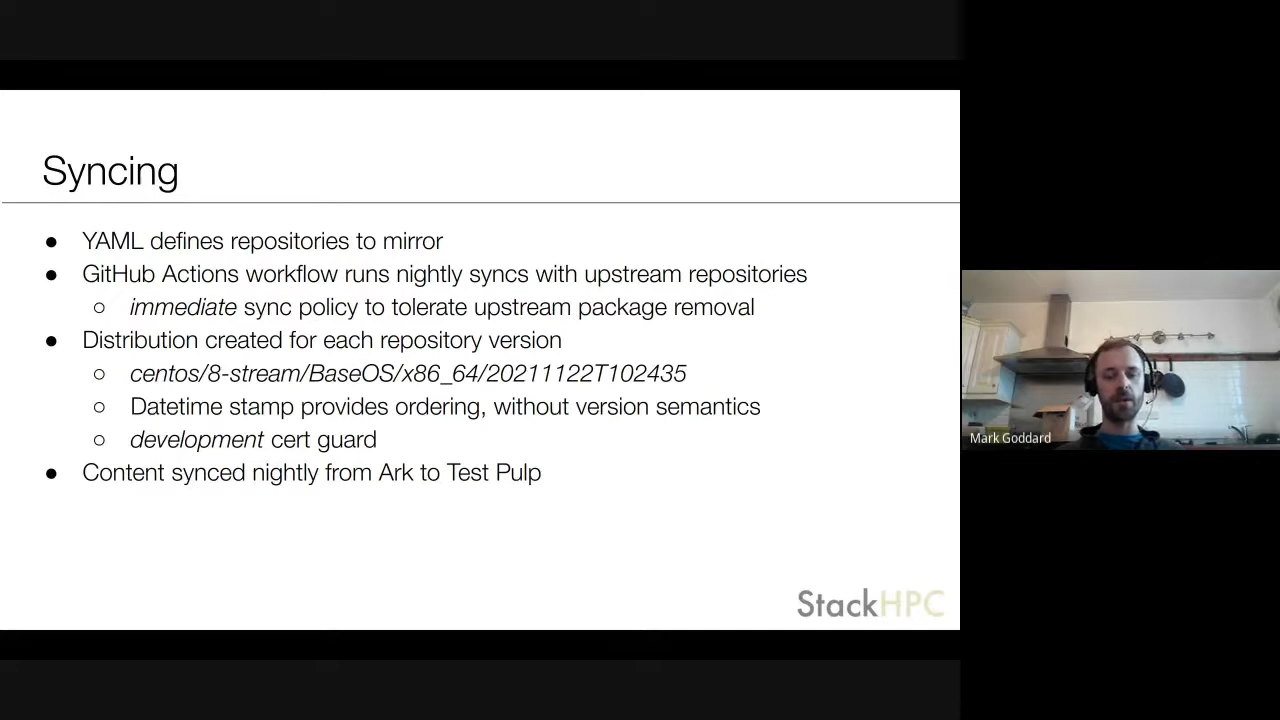 Syncing
● YAML defines repositories to mirror
● GitHub Actions workflow runs nightly syncs with upstream repositories
○ immediate sync policy to tolerate upstream package removal
● Distribution created for each repository version
○ centos/8-stream/BaseOS/x86_64/20211122T102435
○ Datetime stamp provides ordering, without version semantics
○ development cert guard
● Content synced nightly from Ark to Test Pulp
StackHPC
Mark Goddard